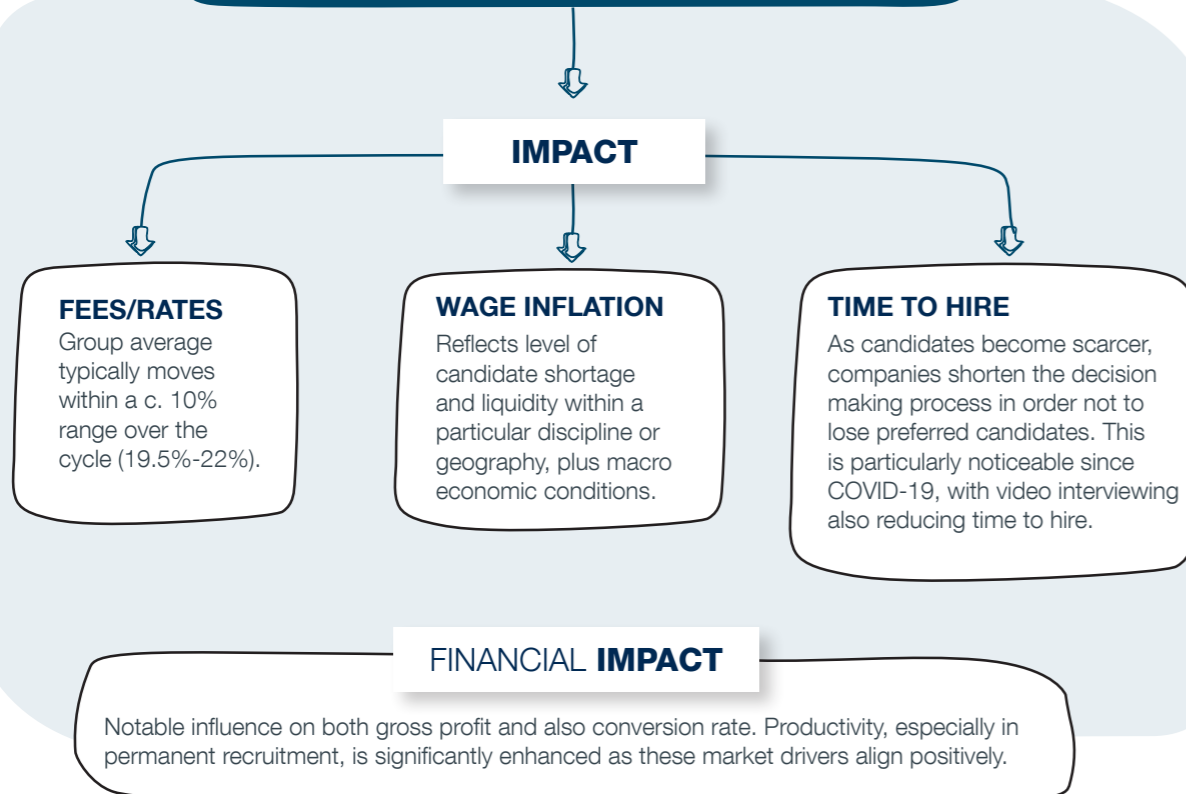 IMPACT
FEES/RATES
Group average
typically moves
within a c. 10%
range over the
cycle (19.5%-22%).
WAGE INFLATION
Reflects level of
candidate shortage
and liquidity within a
particular discipline or
geography, plus macro
economic conditions.
TIME TO HIRE
As candidates become scarcer,
companies shorten the decision
making process in order not to
lose preferred candidates. This
is particularly noticeable since
COVID-19, with video interviewing
also reducing time to hire.
FINANCIAL IMPACT
Notable influence on both gross profit and also conversion rate. Productivity, especially in
permanent recruitment, is significantly enhanced as these market drivers align positively.